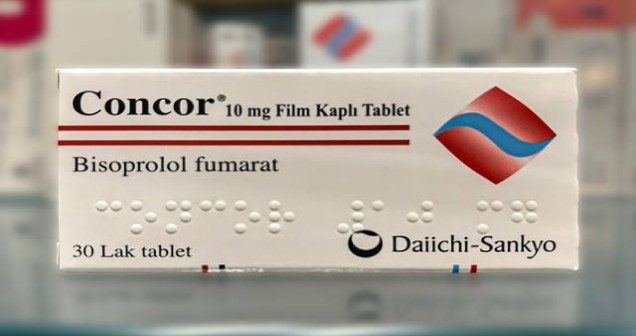 Concor® 10 mg Film Kaplı Tablet
Bisoprolol fumarat
30 Lak tablet
Daiichi-Sankyo